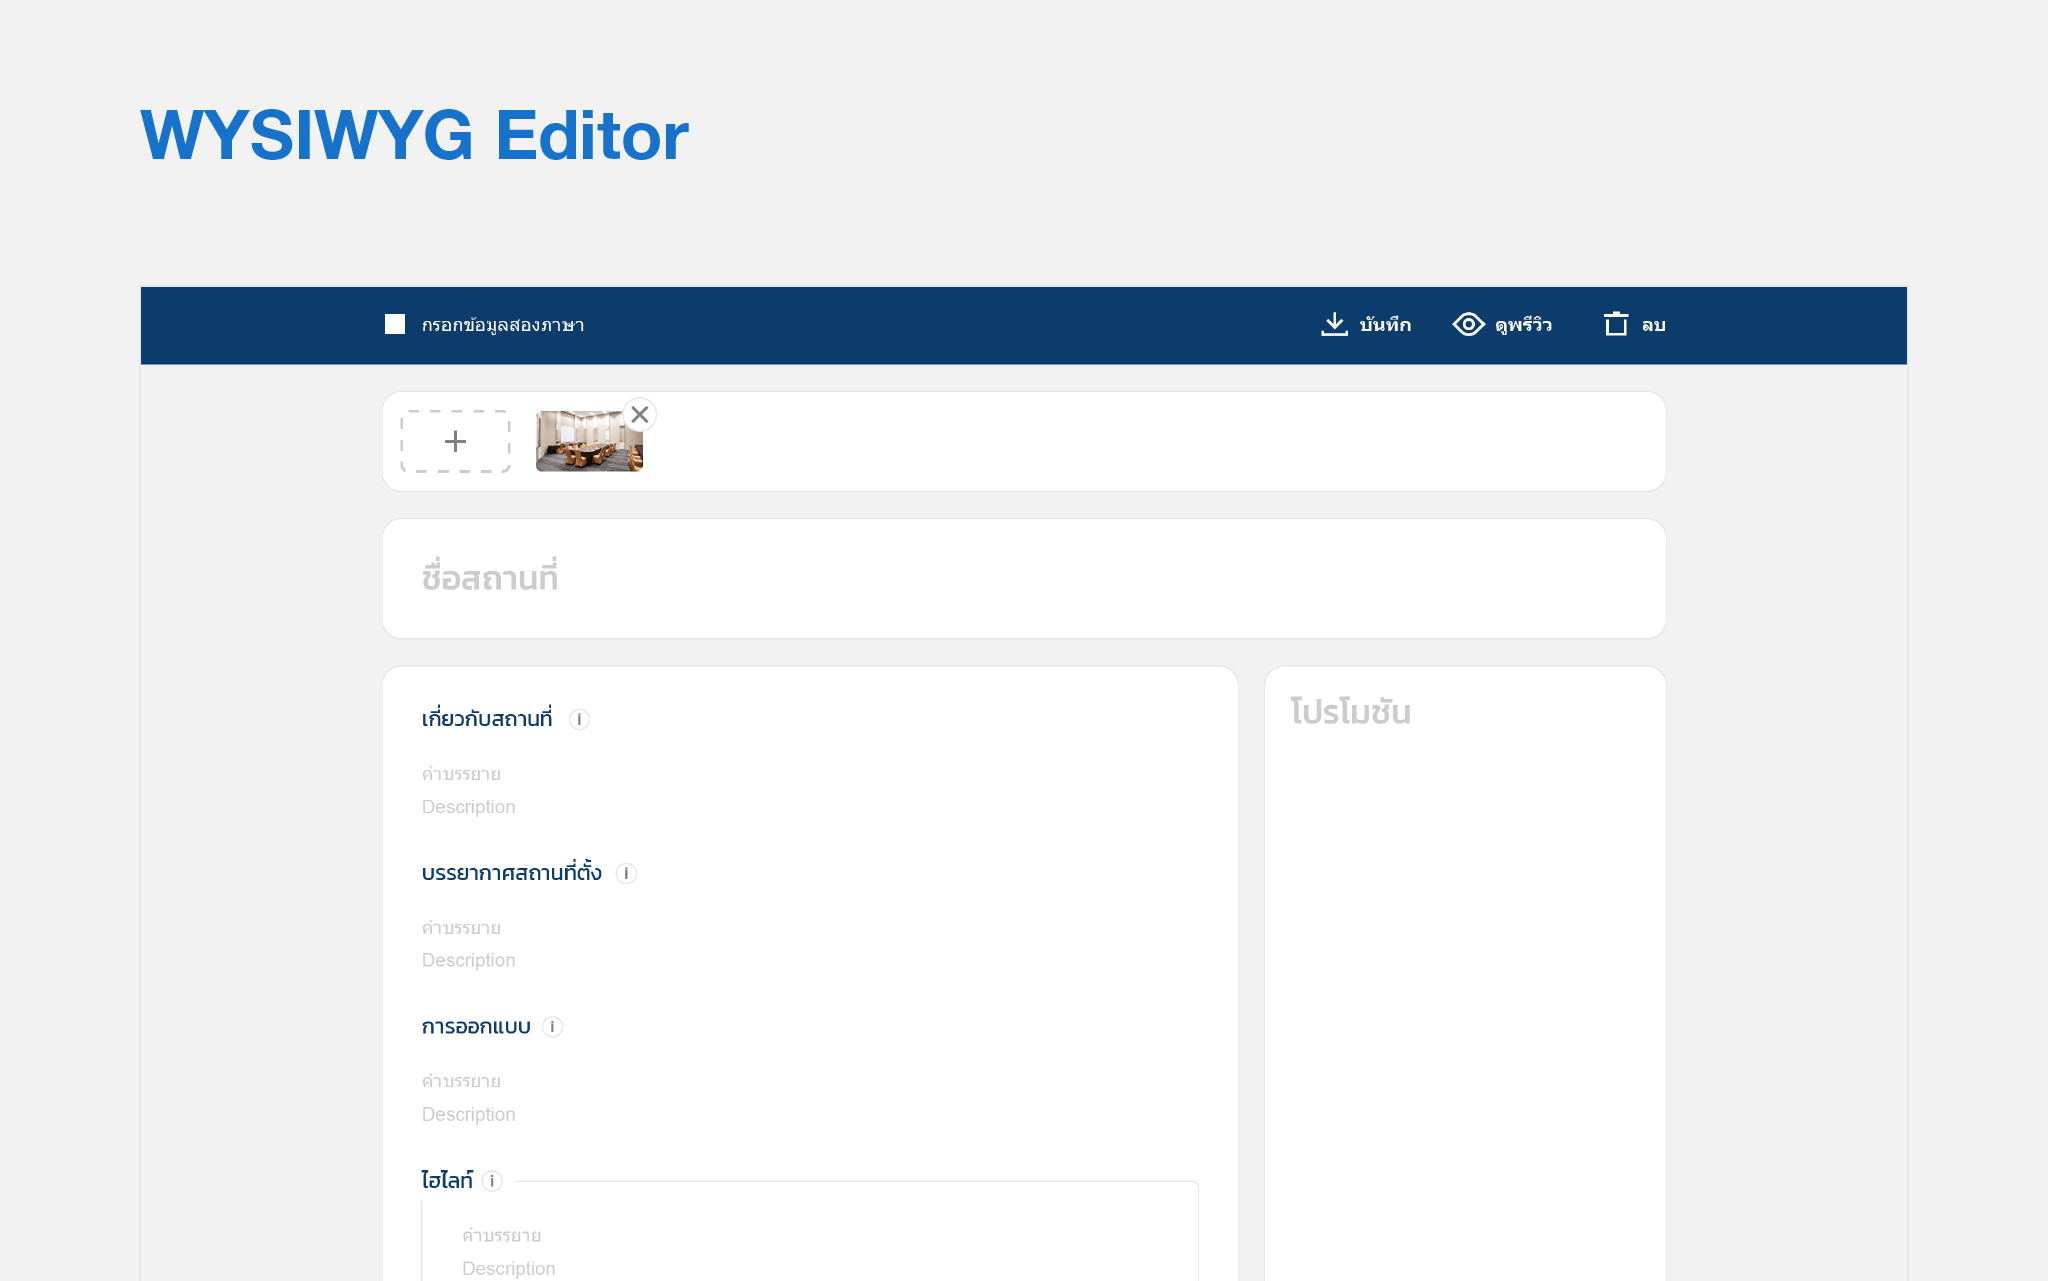 WYSIWYG Editor
กรอกข้อมูลสองภาษา
บันทึก
ดูพรีวิว
ลบ
ชื่อสถานที่
เกี่ยวกับสถานที่
คำบรรยาย
Description
บรรยากาศสถานที่ตั้ง
คำบรรยาย
Description
การออกแบบ
คำบรรยาย
Description
ไฮไลท์
คำบรรยาย
Description
โปรโมชัน